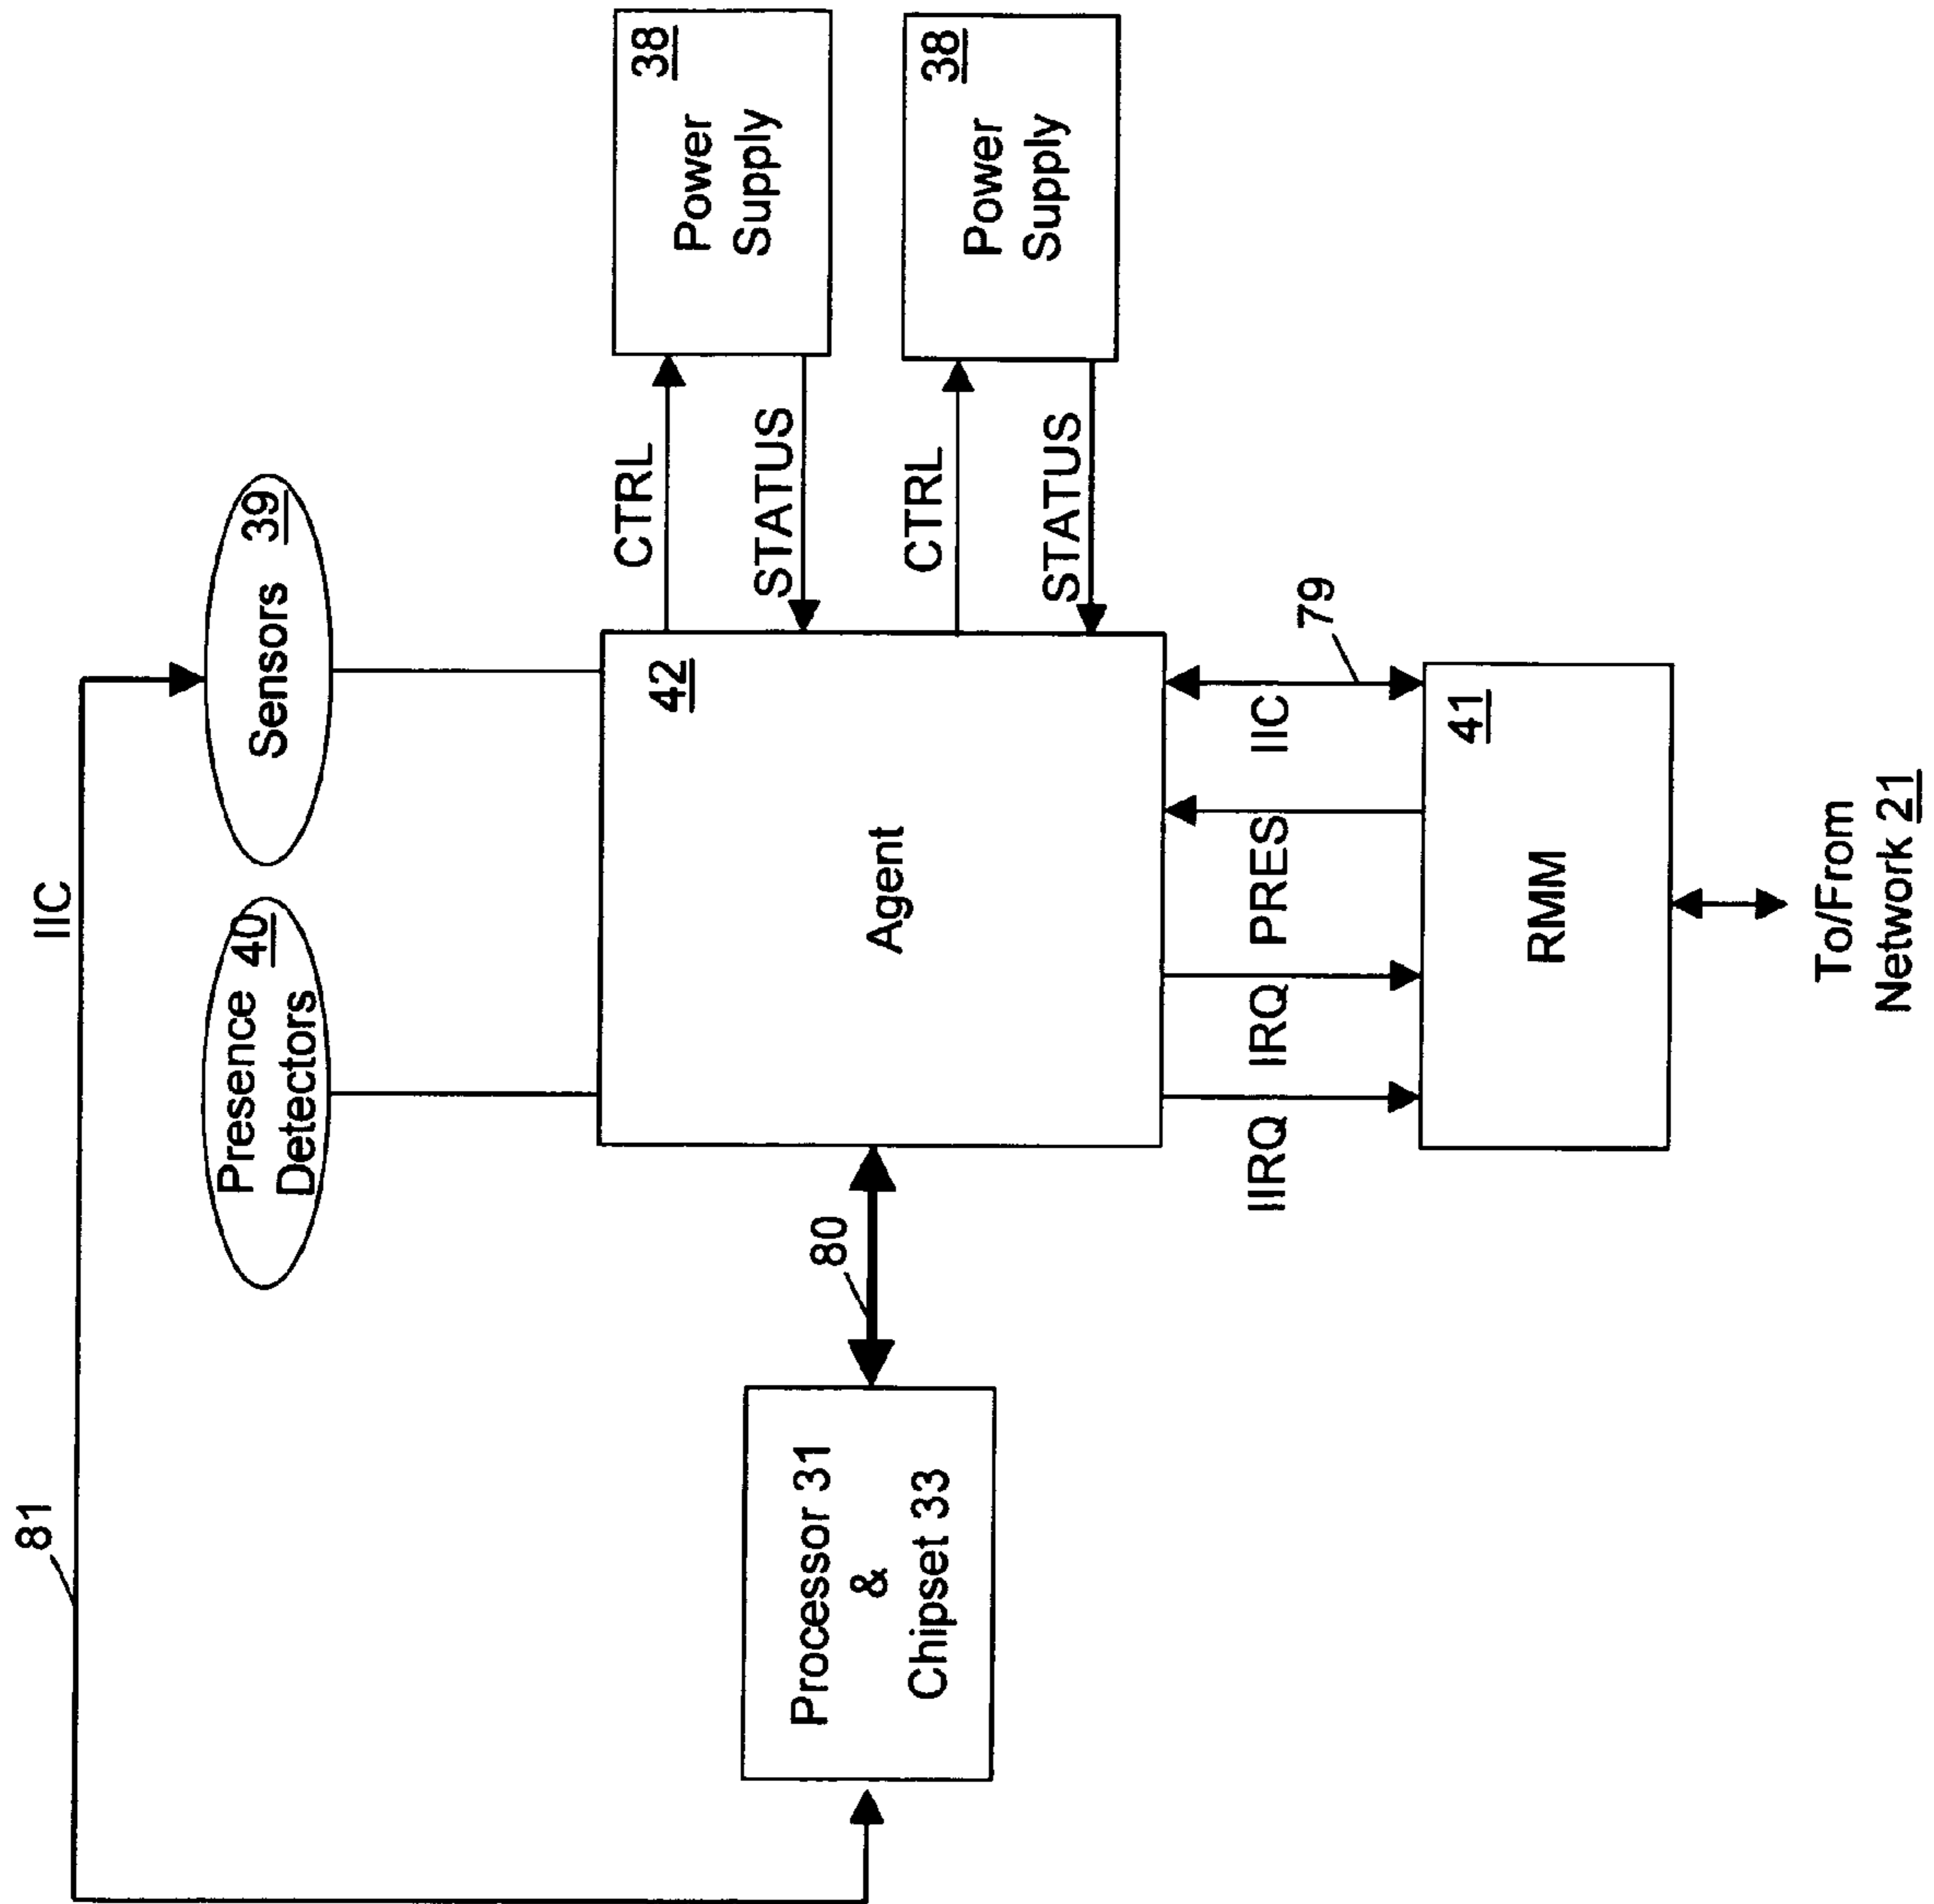 81
IIC
Presence 40
Detectors
Sensors 39
38
Power
Supply
CTRL
STATUS
38
Power
Supply
CTRL
STATUS
42
Agent
80
Processor 31
&
Chipset 33
IIRQ
IRQ
PRES
IIC
79
41
RMM
To/From
Network 21